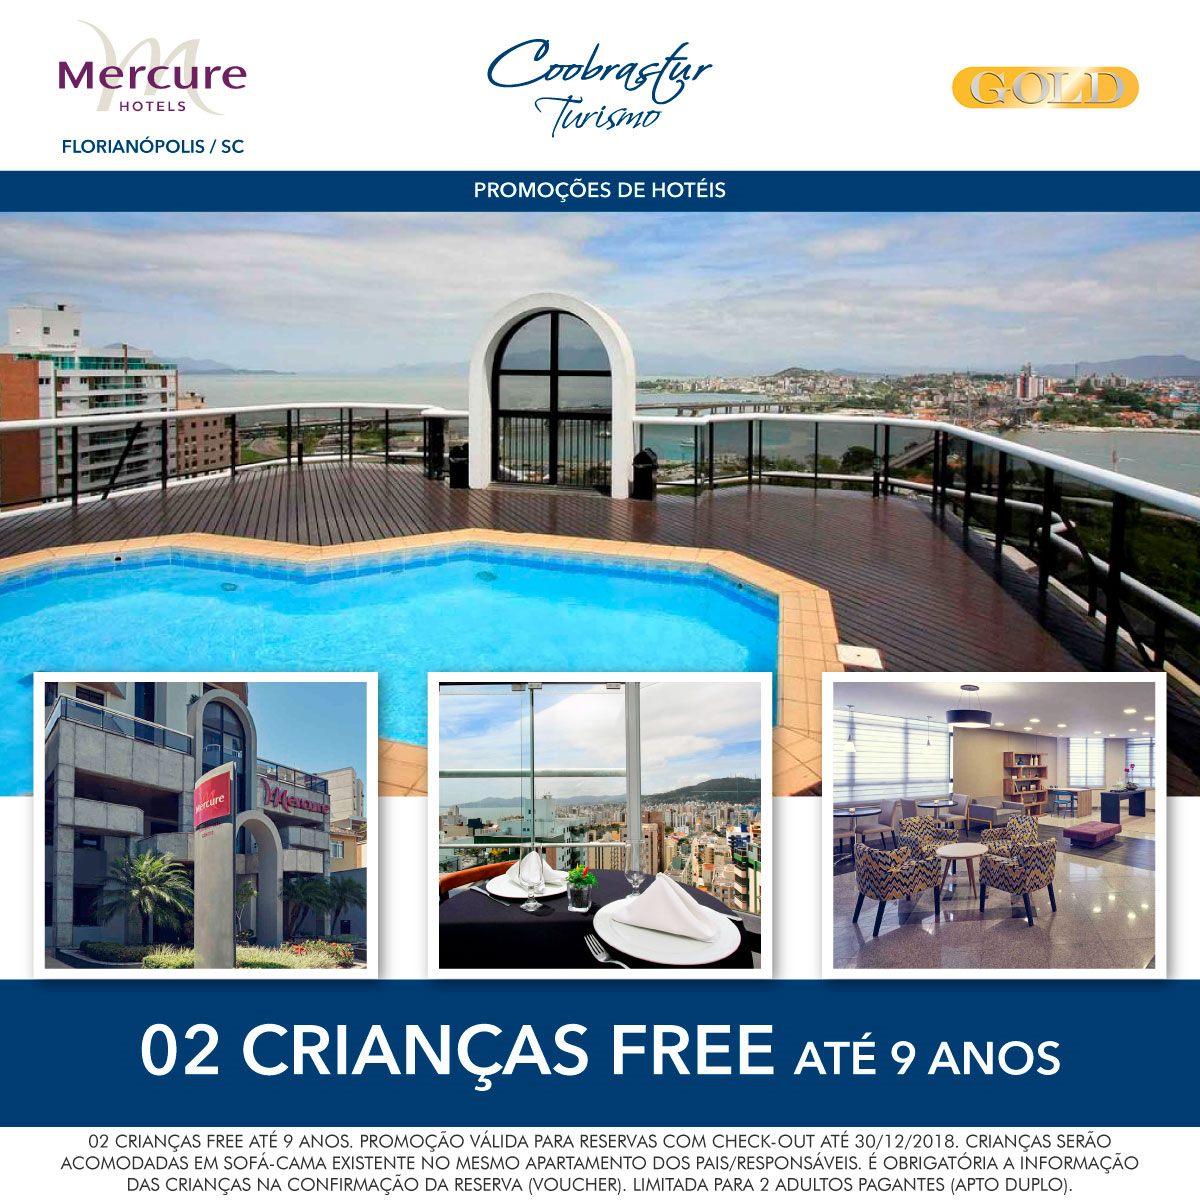 Mercure
HOTELS
FLORIANÓPOLIS / SC
Coobrastur
Turismo
GOLD
PROMOÇÕES DE HOTÉIS
Mercure
Mercure
02 CRIANÇAS FREE ATÉ 9 ANOS
02 CRIANÇAS FREE ATÉ 9 ANOS. PROMOÇÃO VÁLIDA PARA RESERVAS COM CHECK-OUT ATÉ 30/12/2018. CRIANÇAS SERÃO
ACOMODADAS EM SOFÁ-CAMA EXISTENTE NO MESMO APARTAMENTO DOS PAIS/RESPONSÁVEIS. É OBRIGATÓRIA A INFORMAÇÃO
DAS CRIANÇAS NA CONFIRMAÇÃO DA RESERVA (VOUCHER). LIMITADA PARA 2 ADULTOS PAGANTES (APTO DUPLO).